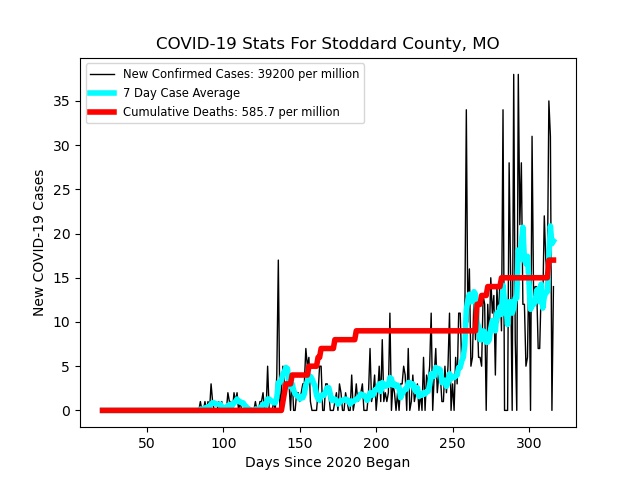 COVID-19 Stats For Stoddard County, MO
New Confirmed Cases: 39200 per million
7 Day Case Average
Cumulative Deaths: 585.7 per million
35
30
25
20
15
10
5
0
New COVID-19 Cases
50 100 150 200 250 300
Days Since 2020 Began